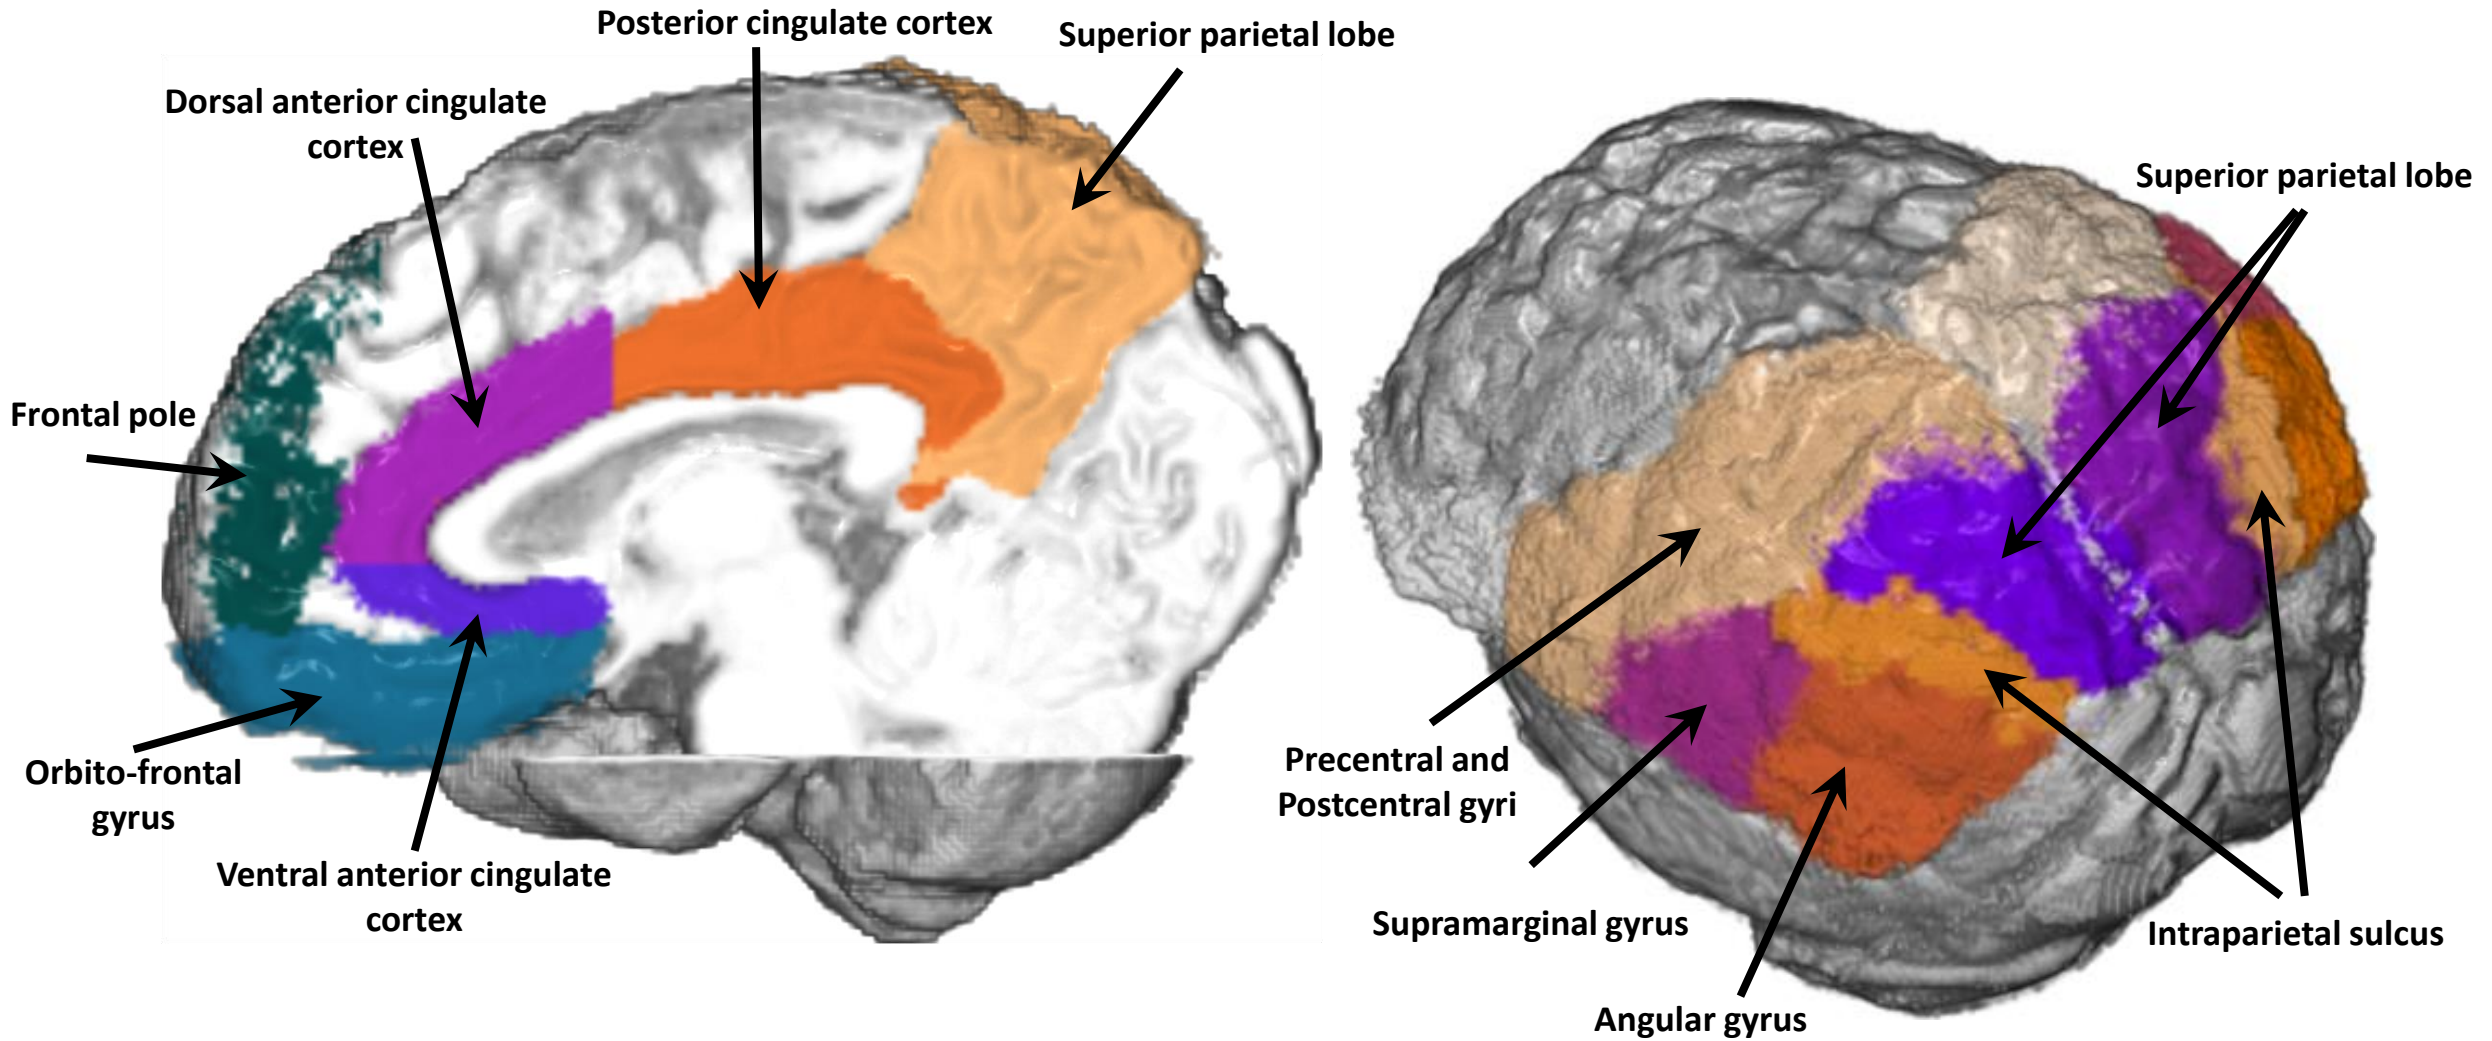 Posterior cingulate cortex
Superior parietal lobe
Dorsal anterior cingulate
cortex
Frontal pole
Orbito-frontal
gyrus
Ventral anterior cingulate
cortex
Superior parietal lobe
Precentral and
Postcentral gyri
Supramarginal gyrus
Intraparietal sulcus
Angular gyrus